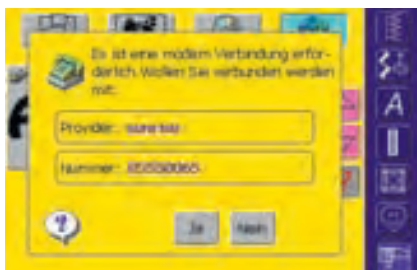 Es ist eine modem Verbindung erfor-
derlich. Wollen Sie verbunden werden
mit:
Provider:
Nummer:
Ja Nein
A